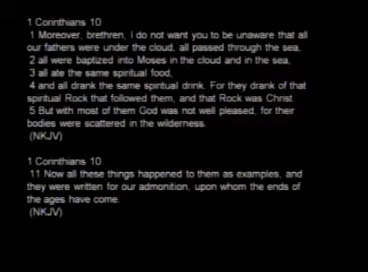 1 Corinthians 10
1 Moreover, brethren, I do not want you to be unaware that all
our fathers were under the cloud, all passed through the sea,
2 all were baptized into Moses in the cloud and in the sea,
3 all ate the same spiritual food,
4 and all drank the same spiritual drink. For they drank of that
spiritual Rock that followed them, and that Rock was Christ.
5 But with most of them God was not well pleased, for their
bodies were scattered in the wilderness.
(NKJV)
1 Corinthians 10
11 Now all these things happened to them as examples, and
they were written for our admonition, upon whom the ends of
the ages have come.
(NKJV)